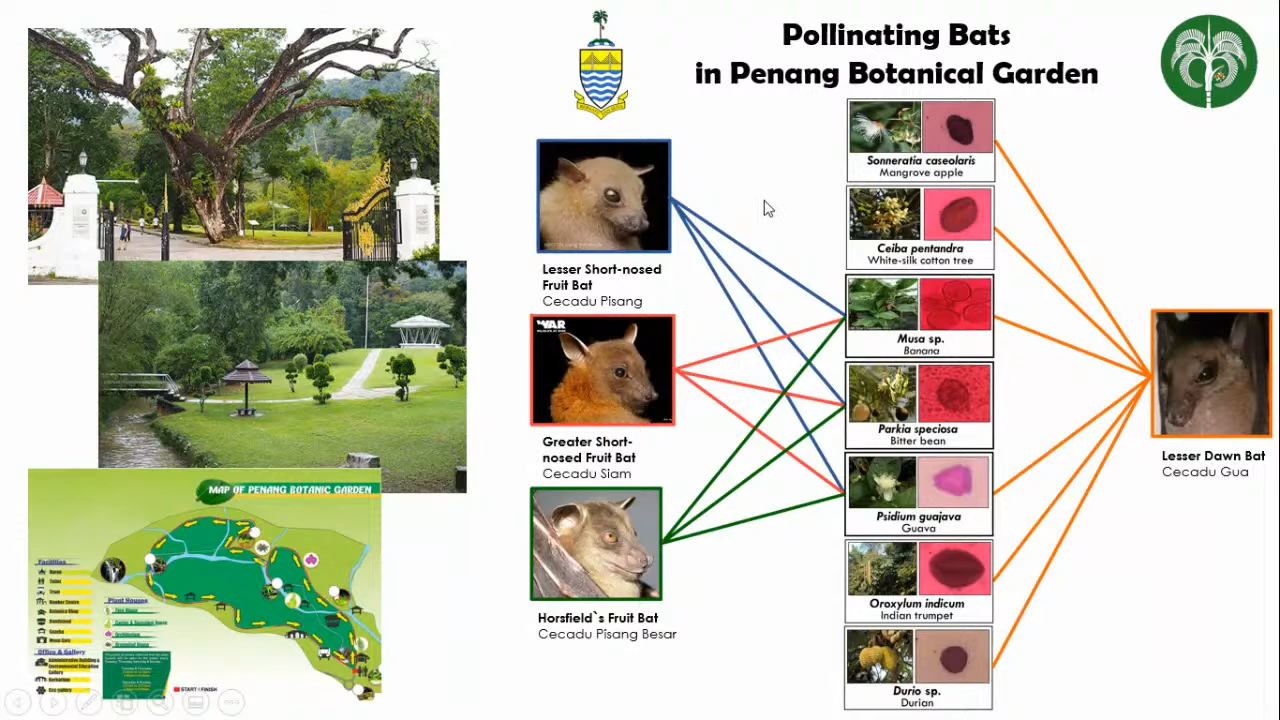 Pollinating Bats
in Penang Botanical Garden
Lesser Short-nosed
Fruit Bat
Cecadu Pisang
Greater Short-
nosed Fruit Bat
Cecadu Siam
Horsfield`s Fruit Bat
Cecadu Pisang Besar
Sonneratia caseolaris
Mangrove apple
Ceiba pentandra
White-silk cotton tree
Musa sp.
Banana
Parkia speciosa
Bitter bean
Psidium guajava
Guava
Oroxylum indicum
Indian trumpet
Durio sp.
Durian
Lesser Dawn Bat
Cecadu Gua
MAP OF PENANG BOTANIC GARDEN
Facilities
Toilet
Plant Houses
Office & Gallery
START / FINISH